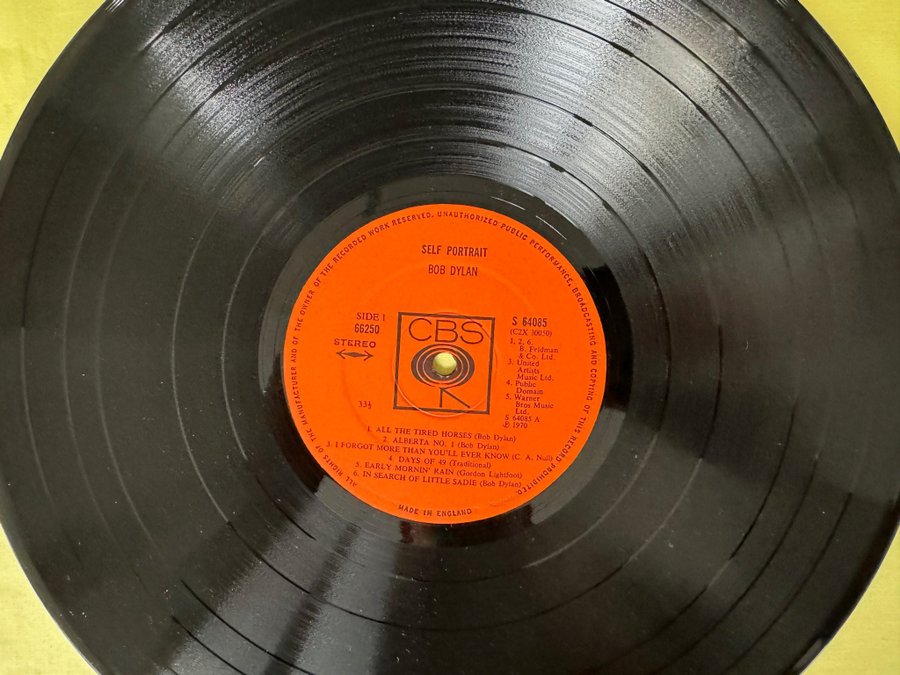 ALL RIGHTS OF THE MANUFACTURER AND OF THE OWNER OF THE RECORDED WORK RESERVED. UNAUTHORIZED PUBLIC PERFORMANCE, BROADCASTING AND COPYING OF THIS RECORD PROHIBITED.
SELF PORTRAIT
BOB DYLAN
SIDE 1
66250
STEREO
33⅓
CBS
S 64085
(C2X 30050)
1, 2, 6.
B. Fridman
& Co. Ltd.
3. United
Artists
Music Ltd.
4. Public
Domain
5. Warner
Bros Music
Ltd.
S 64085 A
℗ 1970
1. ALL THE TIRED HORSES (Bob Dylan)
2. ALBERTA NO. 1 (Bob Dylan)
3. I FORGOT MORE THAN YOU'LL EVER KNOW (C. A. Null)
4. DAYS OF 49 (Traditional)
5. EARLY MORNIN' RAIN (Gordon Lightfoot)
6. IN SEARCH OF LITTLE SADIE (Bob Dylan)
MADE IN ENGLAND